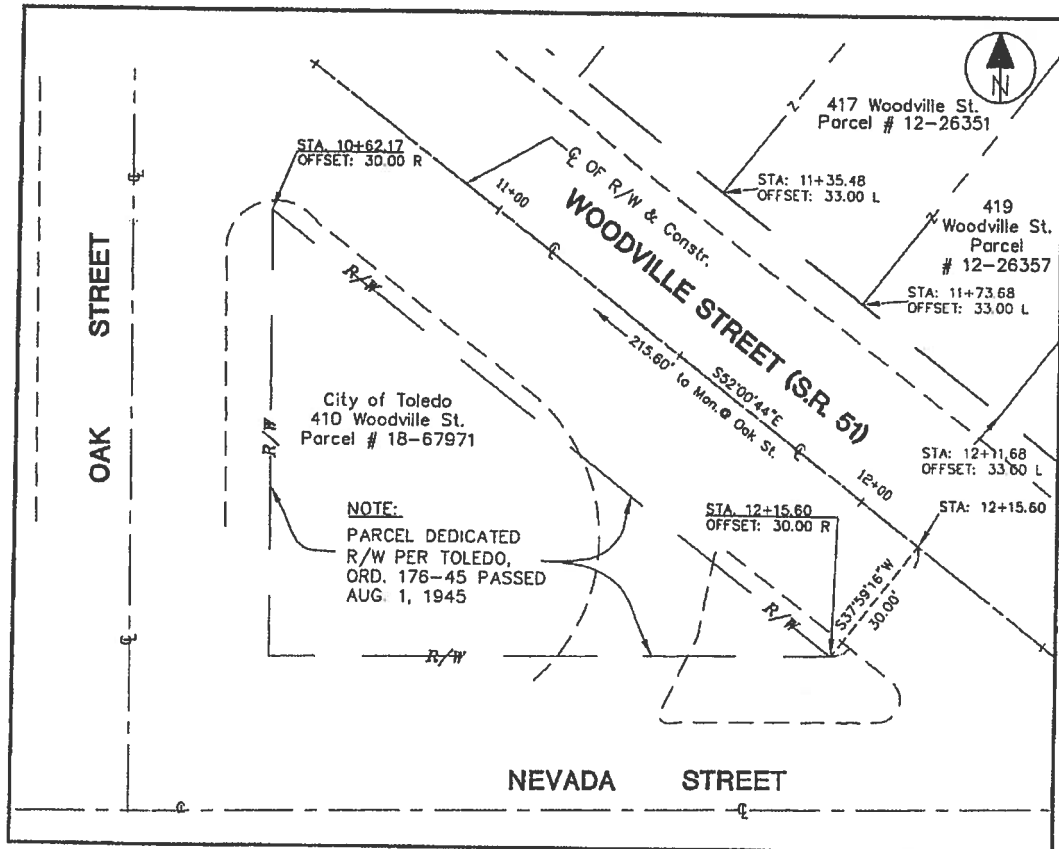 N
417 Woodville St.
Parcel # 12-26351
STA. 10+62.17
OFFSET: 30.00 R
℄ OF R/W & Constr.
11+00
STA: 11+35.48
OFFSET: 33.00 L
WOODVILLE STREET (S.R. 51)
419
Woodville St.
Parcel
# 12-26357
STA: 11+73.68
OFFSET: 33.00 L
℄
R/W
℄
OAK STREET
215.60' to Mon. @ Oak St.
S52°00'44"E
℄
City of Toledo
410 Woodville St.
Parcel # 18-67971
R/W
STA: 12+11.68
OFFSET: 33.00 L
12+00
STA: 12+15.60
NOTE:
PARCEL DEDICATED
R/W PER TOLEDO,
ORD. 176-45 PASSED
AUG. 1, 1945
STA. 12+15.60
OFFSET: 30.00 R
S37°59'16"W
30.00'
R/W
℄
R/W
NEVADA STREET
℄
℄